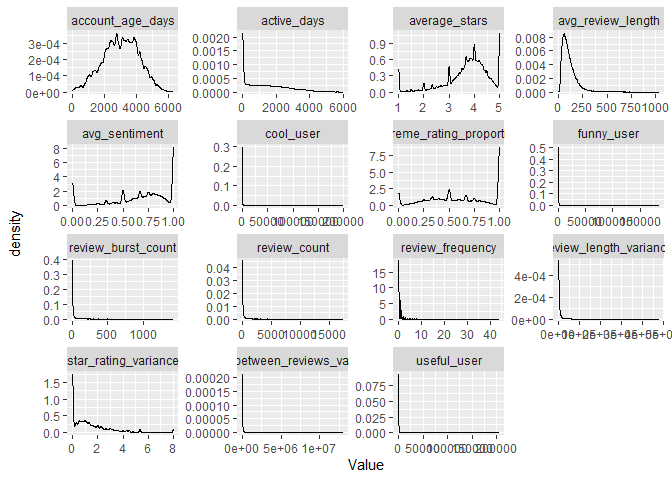 account_age_days
active_days
average_stars
avg_review_length
3e-04
2e-04
1e-04
0e+00
0 2000 4000 6000
0.0020
0.0015
0.0010
0.0005
0.0000
0 2000 4000 6000
0.9
0.6
0.3
0.0
1 2 3 4 5
0.008
0.006
0.004
0.002
0.000
0 250 500 750 1000
avg_sentiment
cool_user
reme_rating_proporti
funny_user
8
6
4
2
0
0.00 0.25 0.50 0.75 1.00
0.3
0.2
0.1
0.0
0 50000 100000 150000 200000
7.5
5.0
2.5
0.0
0.00 0.25 0.50 0.75 1.00
0.5
0.4
0.3
0.2
0.1
0.0
0 50000 100000 150000
density
review_burst_count
review_count
review_frequency
eview_length_varianc
0.4
0.3
0.2
0.1
0.0
0 500 1000
0.04
0.03
0.02
0.01
0.00
0 5000 10000 15000
15
10
5
0
0 10 20 30 40
4e-04
2e-04
0e+00
star_rating_variance
between_reviews_va
useful_user
1.5
1.0
0.5
0.0
0 2 4 6 8
0.00020
0.00015
0.00010
0.00005
0.00000
0e+00 5e+06 1e+07
0.075
0.050
0.025
0.000
0 50000 100000 150000 200000
Value